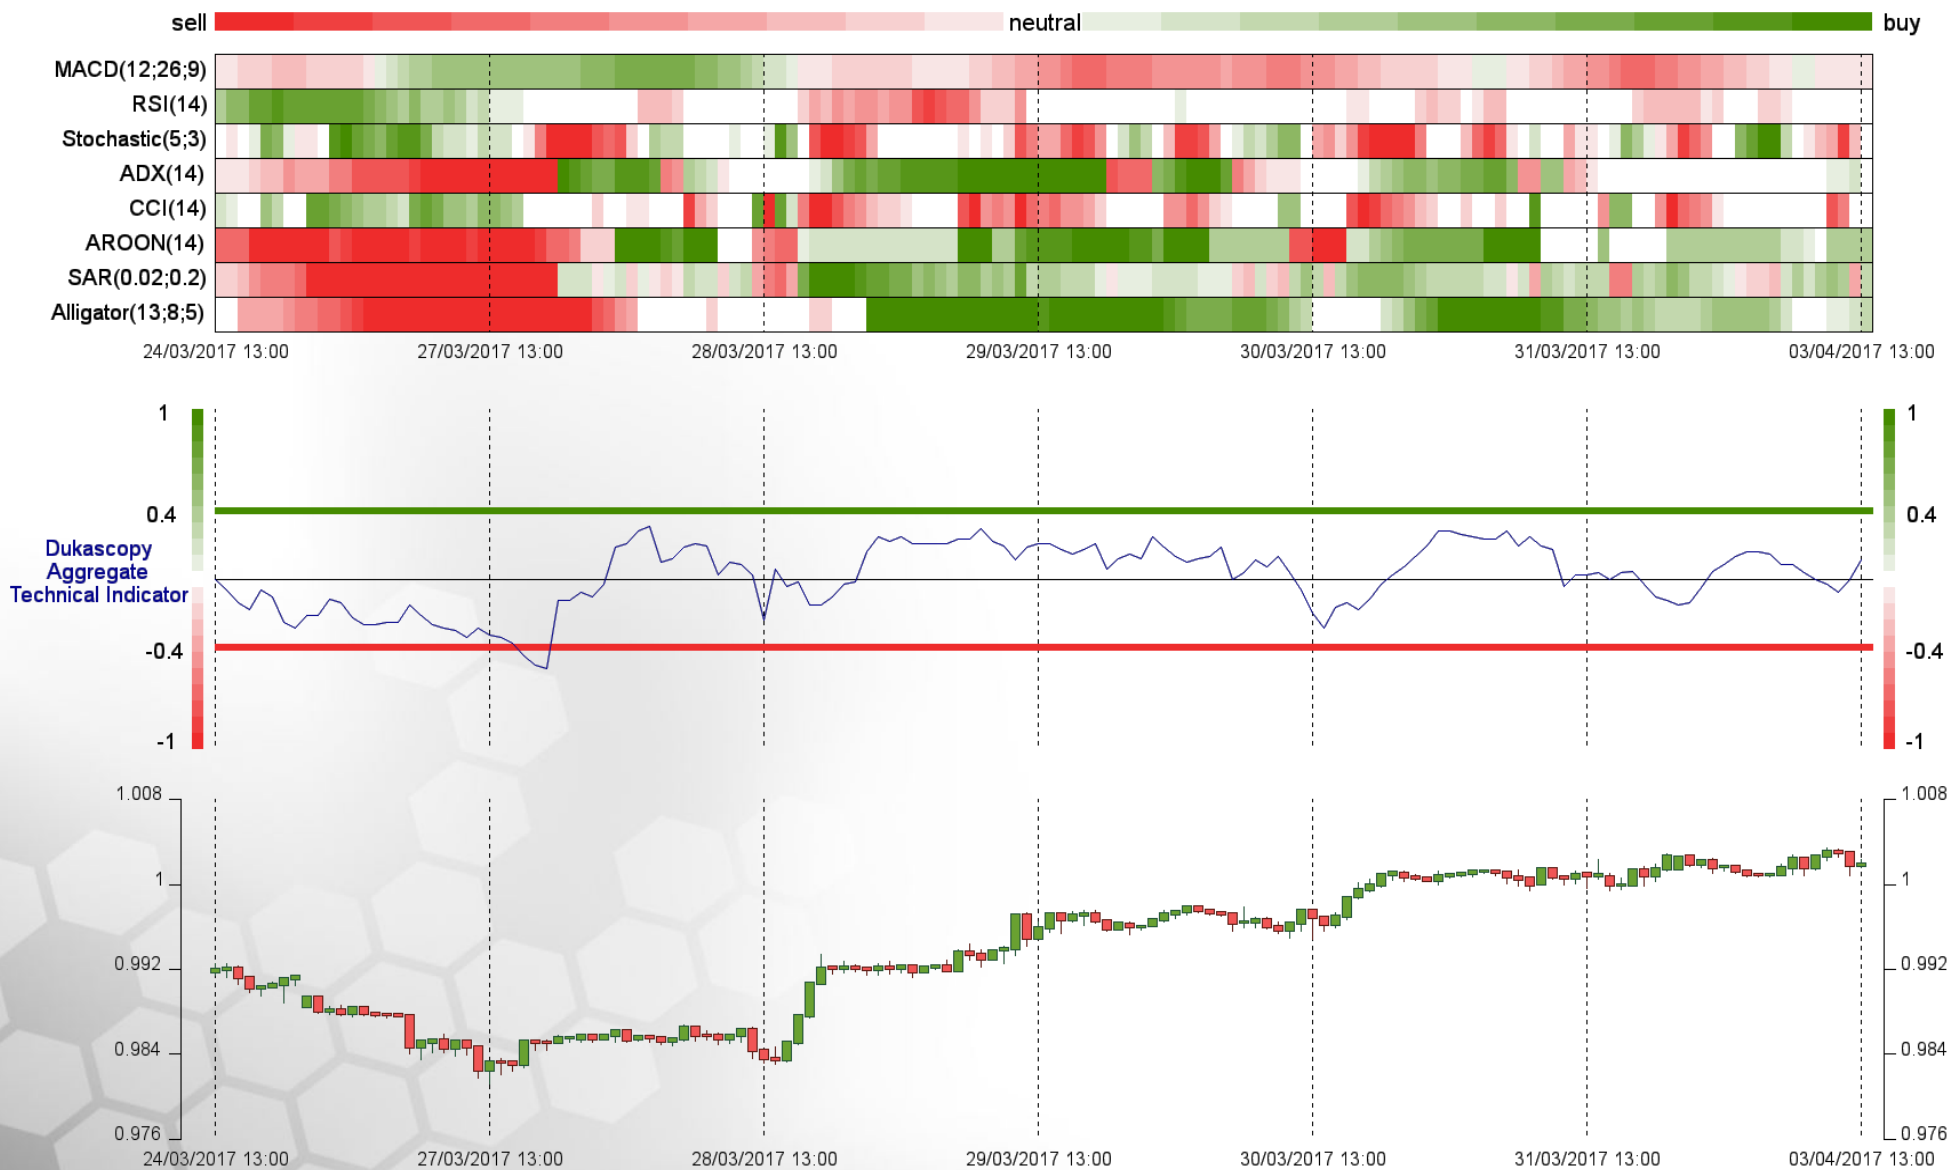 sell neutral buy
MACD(12;26;9)
RSI(14)
Stochastic(5;3)
ADX(14)
CCI(14)
AROON(14)
SAR(0.02;0.2)
Alligator(13;8;5)
24/03/2017 13:00 27/03/2017 13:00 28/03/2017 13:00 29/03/2017 13:00 30/03/2017 13:00 31/03/2017 13:00 03/04/2017 13:00
1 1
0.4 0.4
Dukascopy
Aggregate
Technical Indicator
-0.4 -0.4
-1 -1
1.008 1.008
1 1
0.992 0.992
0.984 0.984
0.976 0.976
24/03/2017 13:00 27/03/2017 13:00 28/03/2017 13:00 29/03/2017 13:00 30/03/2017 13:00 31/03/2017 13:00 03/04/2017 13:00